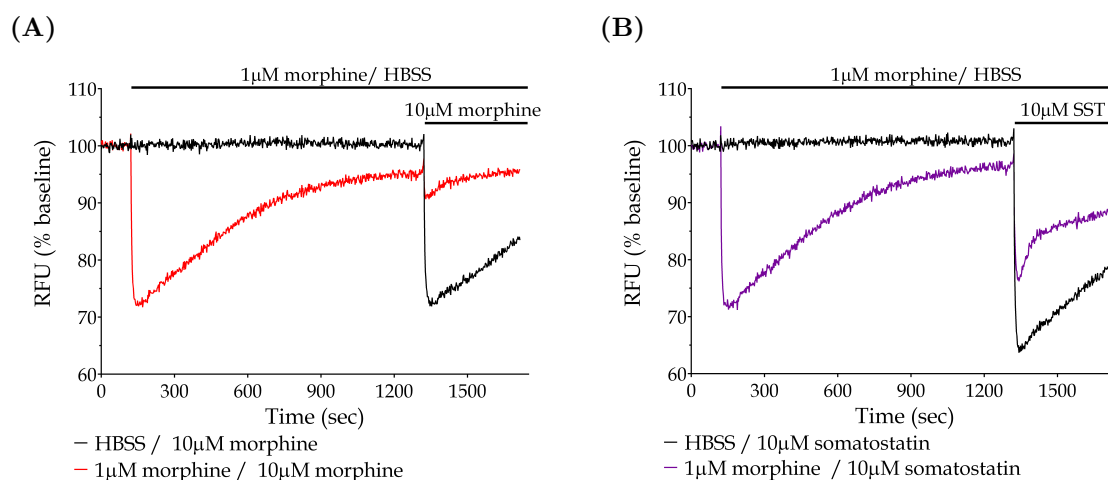 (A)
1μM morphine/ HBSS
10μM morphine
110
100
90
80
70
60
RFU (% baseline)
0 300 600 900 1200 1500
Time (sec)
HBSS / 10μM morphine
1μM morphine / 10μM morphine
(B)
1μM morphine/ HBSS
10μM SST
110
100
90
80
70
60
RFU (% baseline)
0 300 600 900 1200 1500
Time (sec)
HBSS / 10μM somatostatin
1μM morphine / 10μM somatostatin